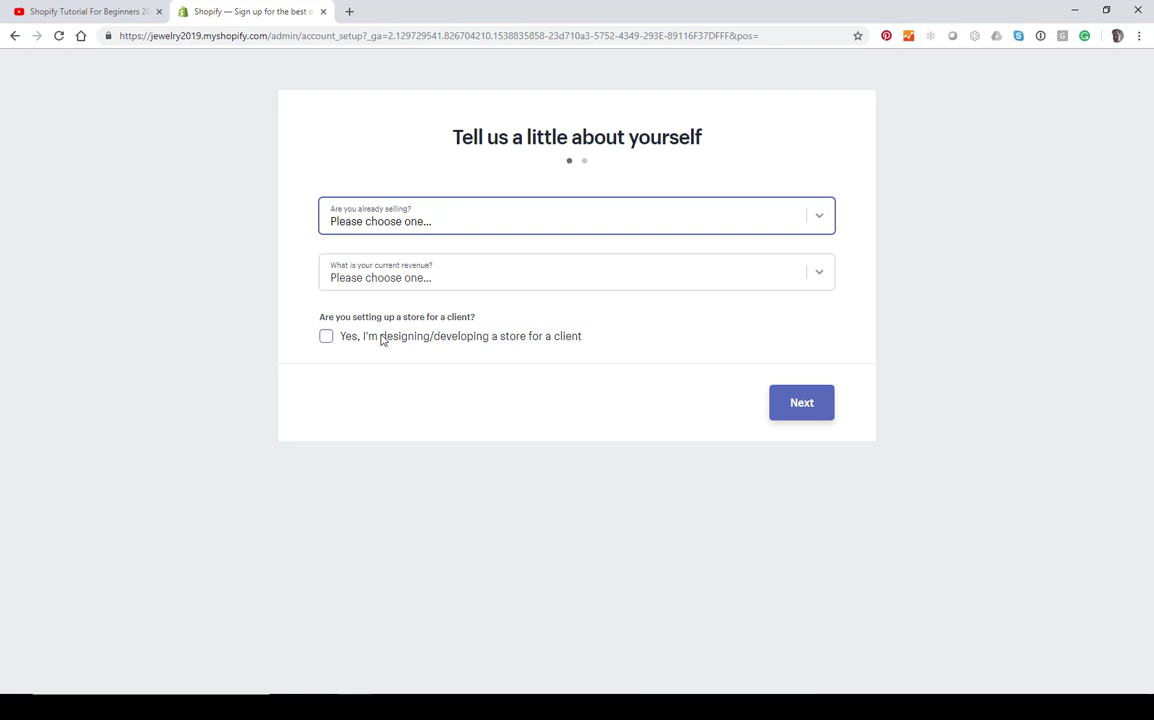 Shopify Tutorial For Beginners 20
Shopify — Sign up for the best o
https://jewelry2019.myshopify.com/admin/account_setup?_ga=2.129729541.826704210.1538835858-23d710a3-5752-4349-293E-89116F37DFFF&pos=
Tell us a little about yourself
Are you already selling?
Please choose one...
What is your current revenue?
Please choose one...
Are you setting up a store for a client?
Yes, I'm designing/developing a store for a client
Next